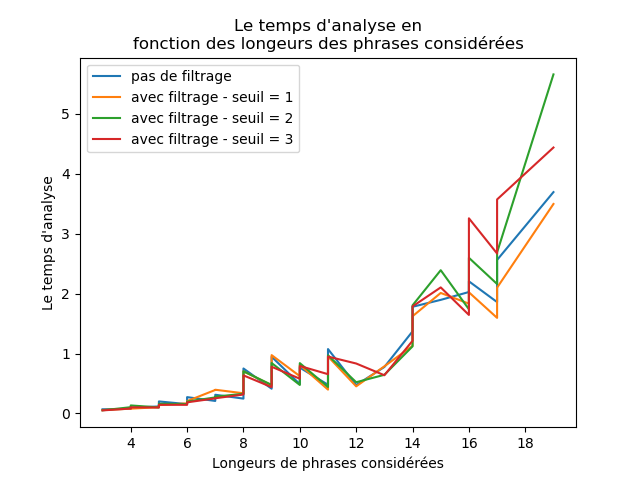 Le temps d'analyse en
fonction des longeurs des phrases considérées
pas de filtrage
avec filtrage - seuil = 1
avec filtrage - seuil = 2
avec filtrage - seuil = 3
Le temps d'analyse
5
4
3
2
1
0
4 6 8 10 12 14 16 18
Longeurs de phrases considérées